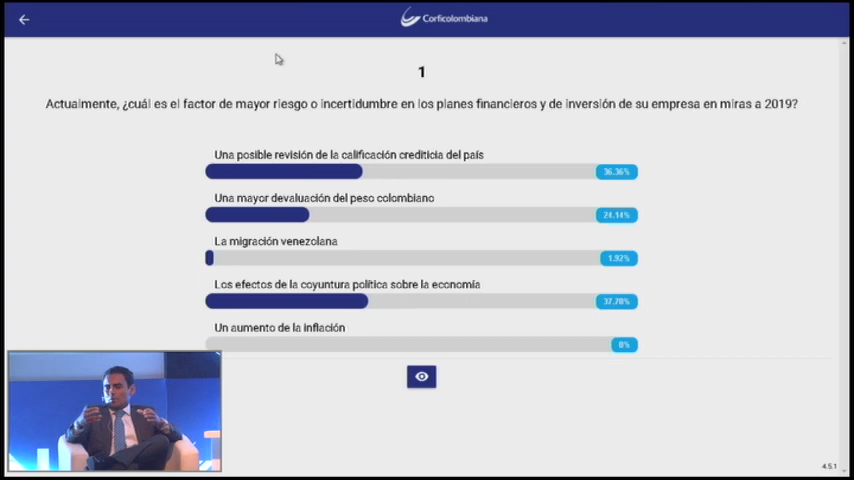 Corficolombiana
1
Actualmente, ¿cuál es el factor de mayor riesgo o incertidumbre en los planes financieros y de inversión de su empresa en miras a 2019?
Una posible revisión de la calificación crediticia del país
36.36%
Una mayor devaluación del peso colombiano
24.14%
La migración venezolana
1.92%
Los efectos de la coyuntura política sobre la economía
37.70%
Un aumento de la inflación
0%
4.5.1